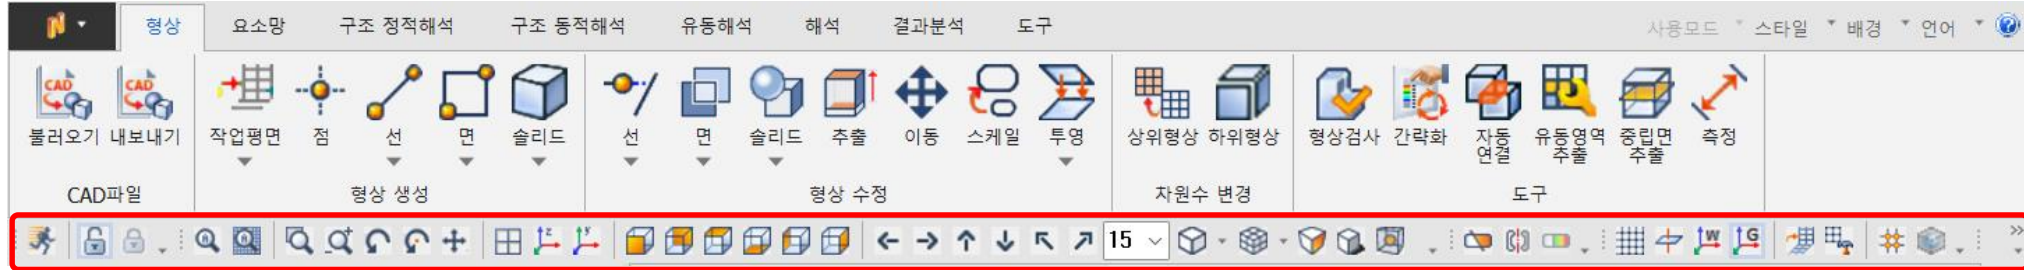 형상 요소망 구조 정적해석 구조 동적해석 유동해석 해석 결과분석 도구 사용모드 스타일 배경 언어
CAD CAD
불러오기 내보내기 작업평면 점 선 면 솔리드 선 면 솔리드 추출 이동 스케일 투영 상위형상 하위형상 형상검사 간략화 자동 연결 유동영역 추출 중립면 추출 측정
CAD파일 형상 생성 형상 수정 차원수 변경 도구
15